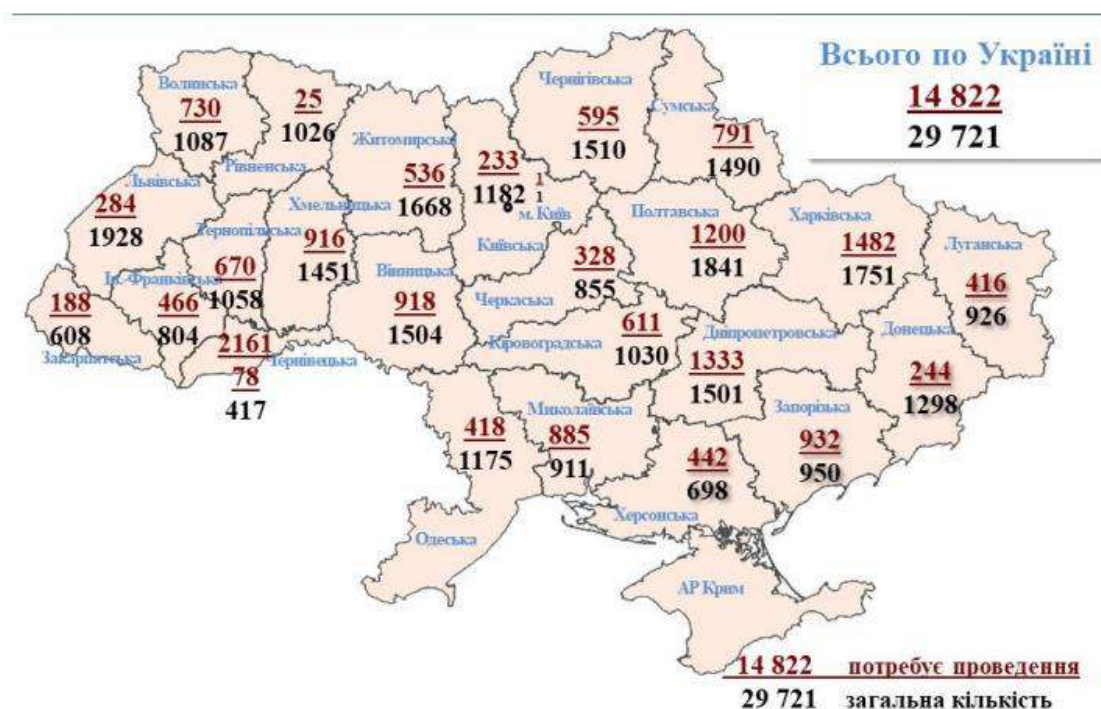 Всього по Україні
14 822
29 721
Волинська
730
1087
25
1026
Рівненська
Житомирська
536
1668
233
1182
1
1
м. Київ
Київська
Чернігівська
595
1510
Сумська
791
1490
Львівська
284
1928
Тернопільська
670
1058
Хмельницька
916
1451
Вінницька
918
1504
328
855
Черкаська
Полтавська
1200
1841
Харківська
1482
1751
Луганська
416
926
188
608
Закарпатська
Ів.-Франківська
466
804
2161
78
417
Чернівецька
Кіровоградська
611
1030
Дніпропетровська
1333
1501
Донецька
244
1298
418
1175
Одеська
Миколаївська
885
911
442
698
Херсонська
Запорізька
932
950
АР Крим
14 822 потребує проведення
29 721 загальна кількість